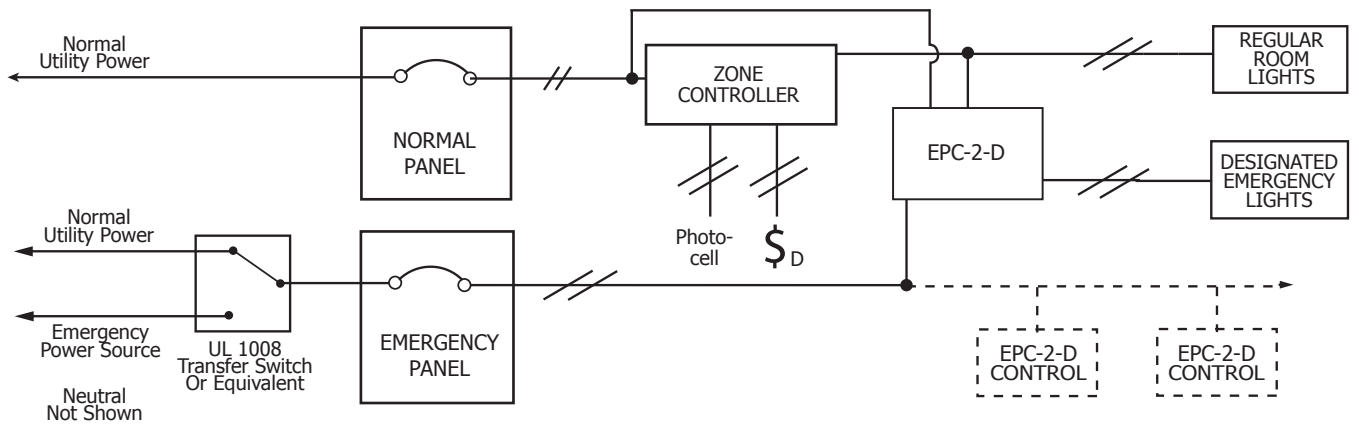 Normal
Utility Power
NORMAL
PANEL
ZONE
CONTROLLER
REGULAR
ROOM
LIGHTS
EPC-2-D
DESIGNATED
EMERGENCY
LIGHTS
Photo-
cell
$ D
Normal
Utility Power
Emergency
Power Source
UL 1008
Transfer Switch
Or Equivalent
EMERGENCY
PANEL
EPC-2-D
CONTROL
EPC-2-D
CONTROL
Neutral
Not Shown